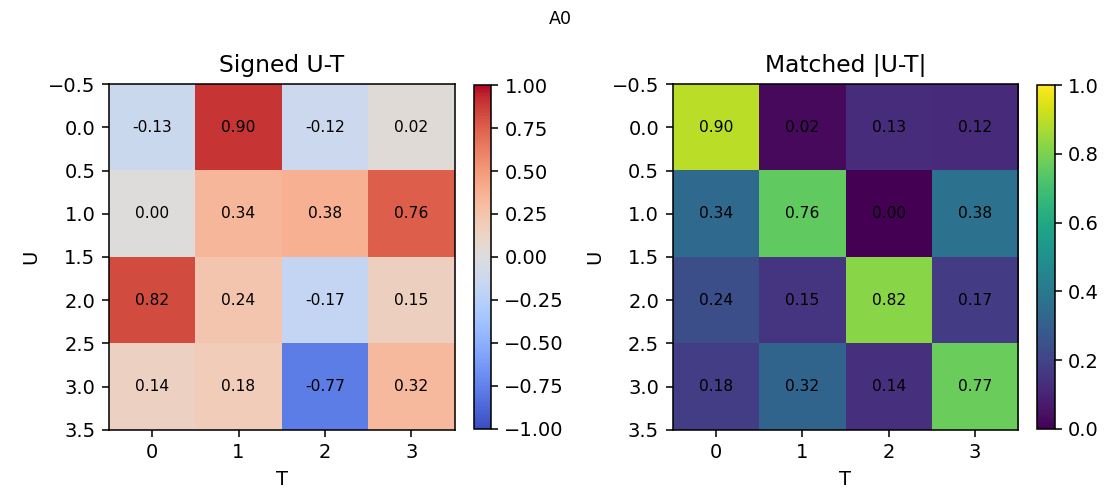 A0
Signed U-T
Matched |U-T|
−0.5
0.0
0.5
1.0
1.5
2.0
2.5
3.0
3.5
U
-0.13 0.90 -0.12 0.02
0.00 0.34 0.38 0.76
0.82 0.24 -0.17 0.15
0.14 0.18 -0.77 0.32
0 1 2 3
T
1.00
0.75
0.50
0.25
0.00
−0.25
−0.50
−0.75
−1.00
−0.5
0.0
0.5
1.0
1.5
2.0
2.5
3.0
3.5
U
0.90 0.02 0.13 0.12
0.34 0.76 0.00 0.38
0.24 0.15 0.82 0.17
0.18 0.32 0.14 0.77
0 1 2 3
T
1.0
0.8
0.6
0.4
0.2
0.0